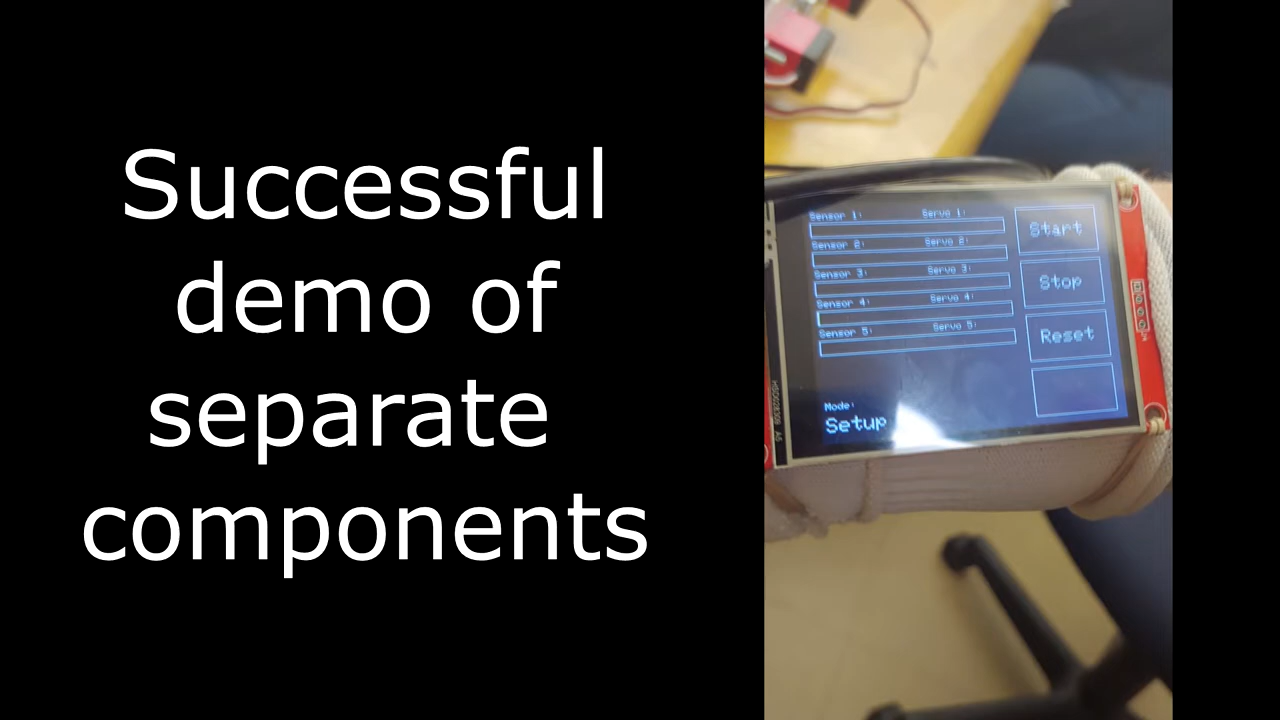 Successful
demo of
separate
components
Sensor 1: Servo 1:
Sensor 2: Servo 2:
Sensor 3: Servo 3:
Sensor 4: Servo 4:
Sensor 5: Servo 5:
Start
Stop
Reset
Mode:
Setup